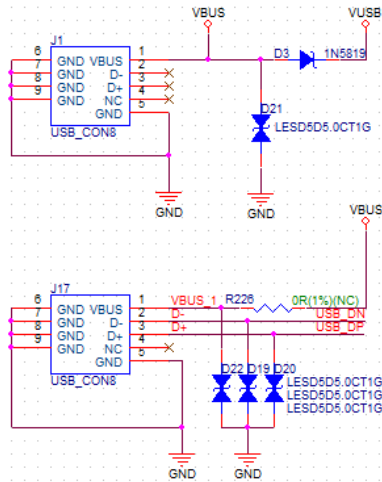 VBUS VUSB
J1 D3 1N5819
6 GND VBUS 1
7 GND D- 2
8 GND D+ 3
9 GND NC 4
GND 5
USB_CON8
D21
LESD5D5.0CT1G
GND GND
VBUS
J17
6 GND VBUS 1 VBUS_1 R226 0R(1%)(NC)
7 GND D- 2 D- USB_DN
8 GND D+ 3 D+ USB_DP
9 GND NC 4
GND 5
USB_CON8
D22 D19 D20
LESD5D5.0CT1G
LESD5D5.0CT1G
LESD5D5.0CT1G
GND GND